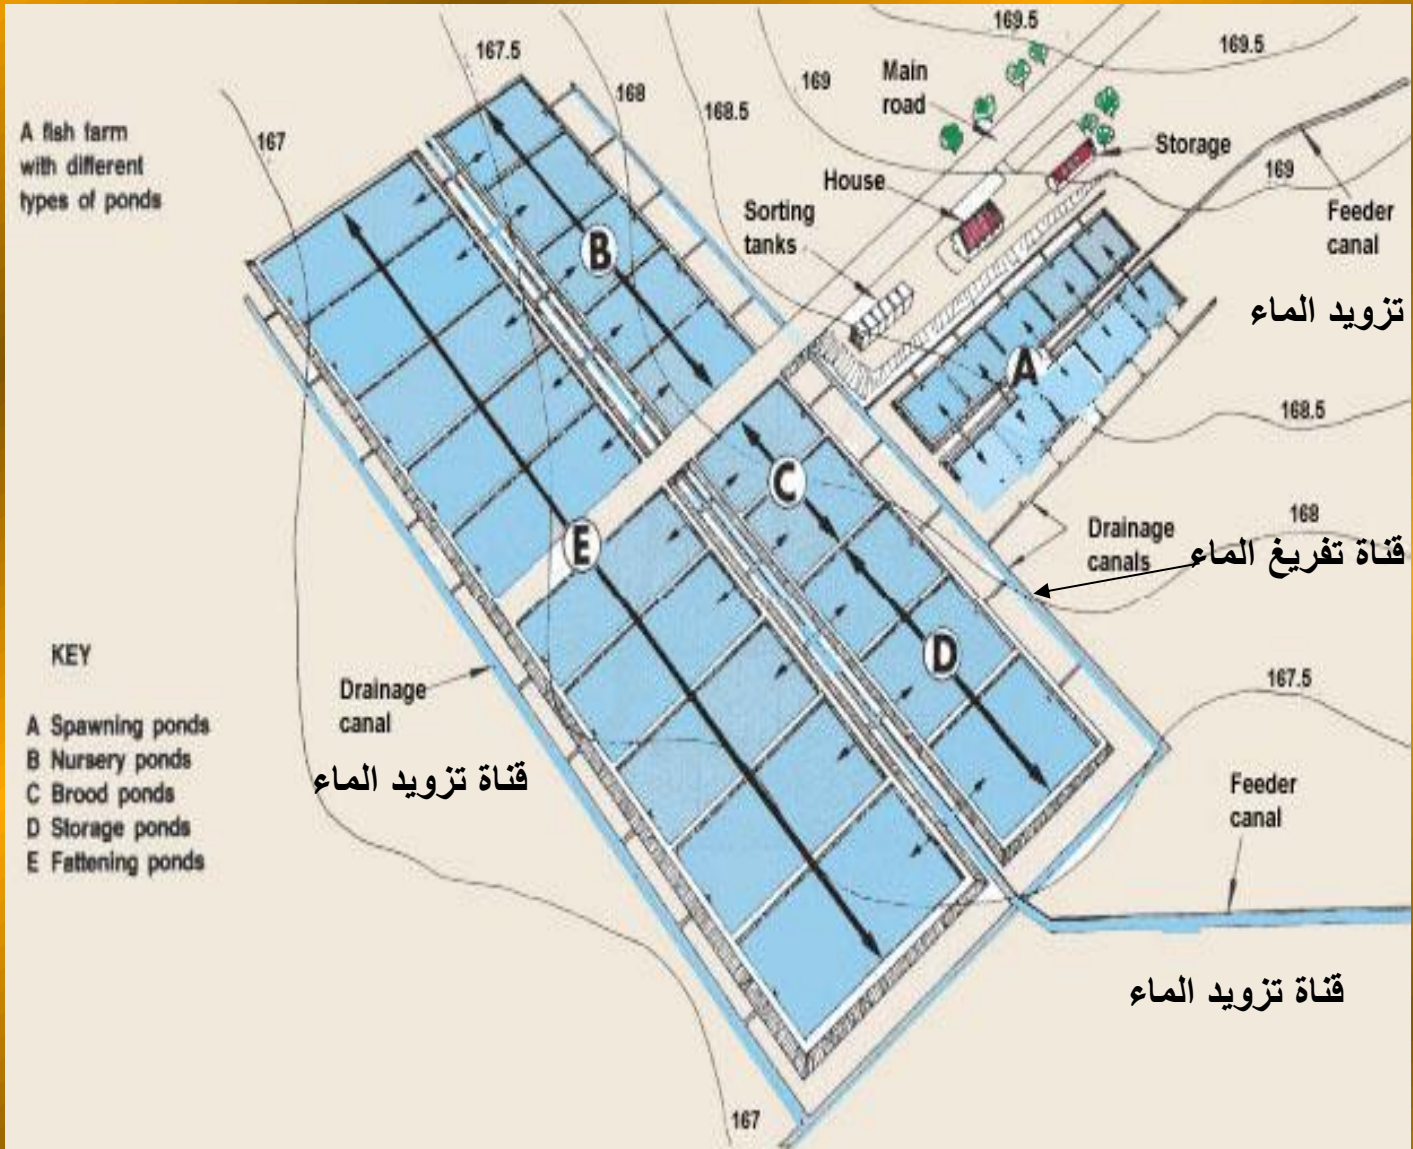 A fish farm
with different
types of ponds
167
167.5
168
168.5
169
169.5
169.5
Main
road
Storage
House
Sorting
tanks
169
Feeder
canal
تزويد الماء
B
A
168.5
C
E
D
Drainage
canals
168
قناة تفريغ الماء
KEY
A Spawning ponds
B Nursery ponds
C Brood ponds
D Storage ponds
E Fattening ponds
Drainage
canal
قناة تزويد الماء
167.5
Feeder
canal
قناة تزويد الماء
167